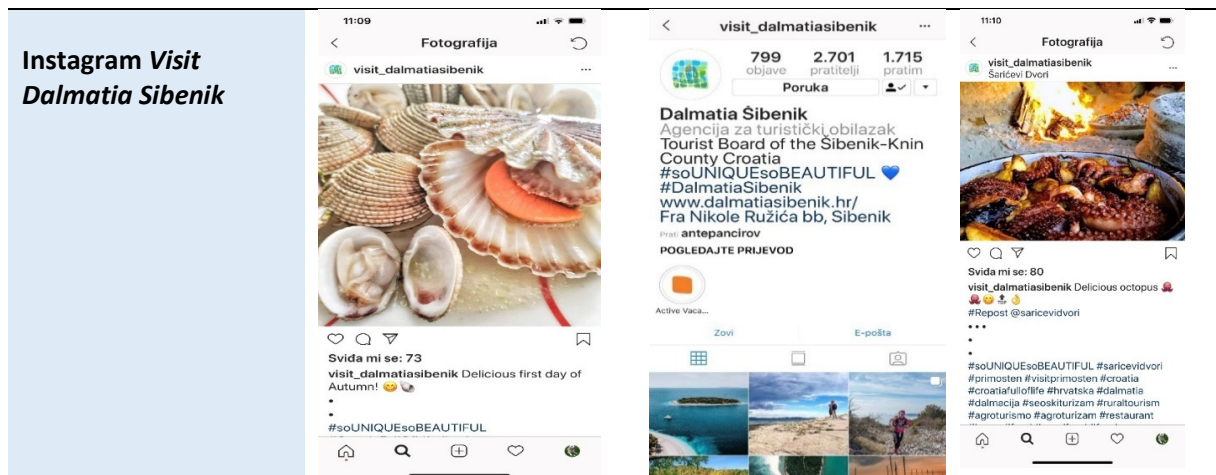 Instagram Visit
Dalmatia Sibenik
11:09
Fotografija
visit_dalmatiasibenik
Sviđa mi se: 73
visit_dalmatiasibenik Delicious first day of
Autumn! 😋🐚
•
•
#soUNIQUEsoBEAUTIFUL
visit_dalmatiasibenik
799 2.701 1.715
objave pratitelji pratim
Poruka
Dalmatia Šibenik
Agencija za turistički obilazak
Tourist Board of the Šibenik-Knin
County Croatia
#soUNIQUEsoBEAUTIFUL 💙
#DalmatiaSibenik
www.dalmatiasibenik.hr/
Fra Nikole Ružića bb, Sibenik
Prati antepancirov
POGLEDAJTE PRIJEVOD
Active Vaca...
Zovi E-pošta
11:10
Fotografija
visit_dalmatiasibenik
Šarićevi Dvori
Sviđa mi se: 80
visit_dalmatiasibenik Delicious octopus 🐙
🐙😋🔝👌
#Repost @saricevidvori
• • •
•
•
#soUNIQUEsoBEAUTIFUL #saricevidvori
#primosten #visitprimosten #croatia
#croatiafulloflife #hrvatska #dalmatia
#dalmacija #seoskiturizam #ruraltourism
#agroturismo #agroturizam #restaurant